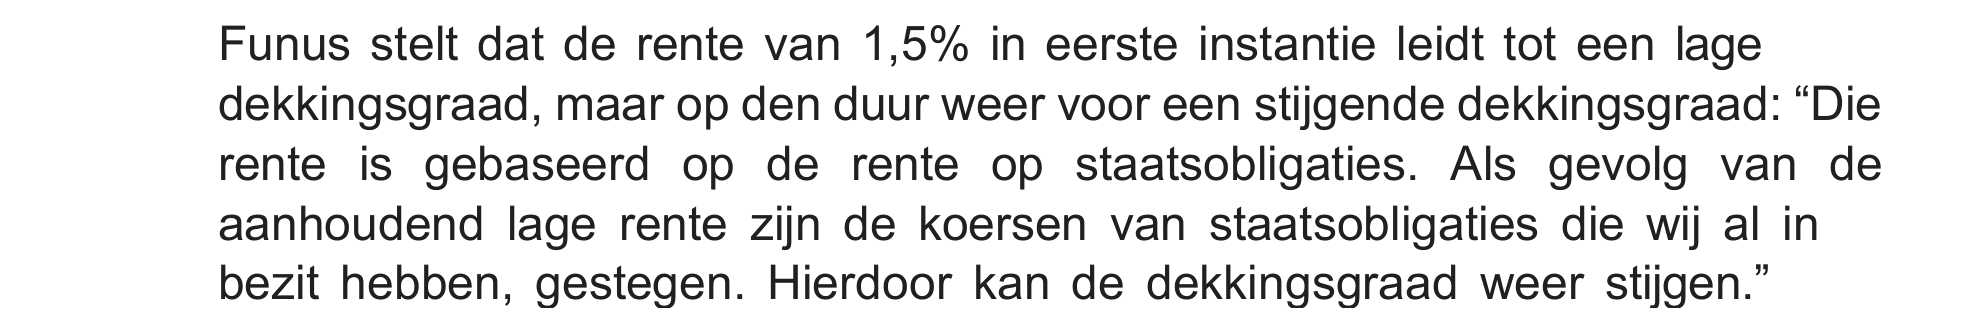 Funus stelt dat de rente van 1,5% in eerste instantie leidt tot een lage
dekkingsgraad, maar op den duur weer voor een stijgende dekkingsgraad: “Die
rente is gebaseerd op de rente op staatsobligaties. Als gevolg van de
aanhoudend lage rente zijn de koersen van staatsobligaties die wij al in
bezit hebben, gestegen. Hierdoor kan de dekkingsgraad weer stijgen.”